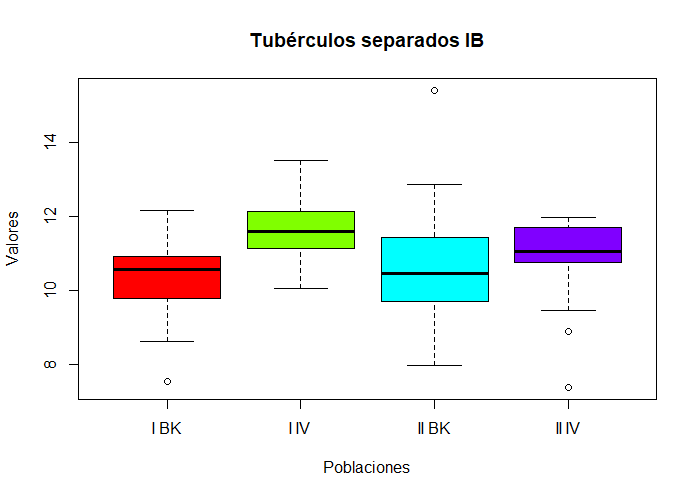 Tubérculos separados IB
Valores
14
12
10
8
I BK
I IV
II BK
II IV
Poblaciones